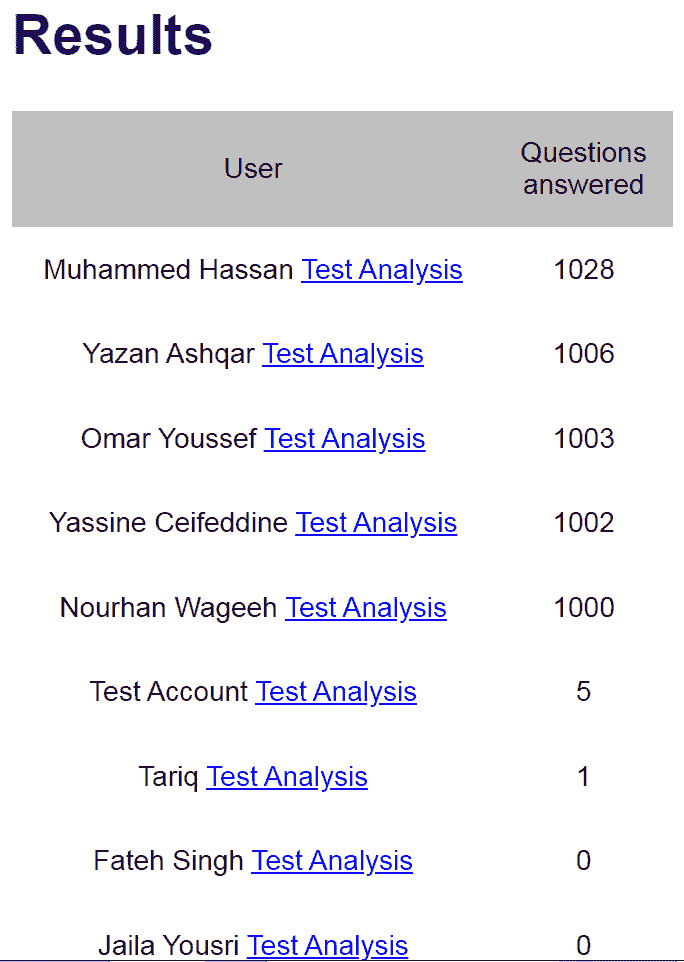 Results
User
Questions
answered
Muhammed Hassan Test Analysis 1028
Yazan Ashqar Test Analysis 1006
Omar Youssef Test Analysis 1003
Yassine Ceifeddine Test Analysis 1002
Nourhan Wageeh Test Analysis 1000
Test Account Test Analysis 5
Tariq Test Analysis 1
Fateh Singh Test Analysis 0
Jaila Yousri Test Analysis 0